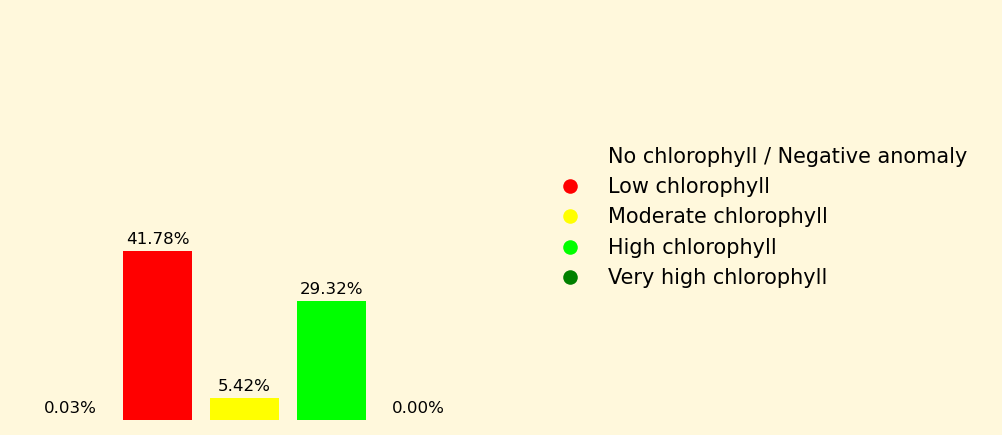 41.78%
29.32%
5.42%
0.03%
0.00%
No chlorophyll / Negative anomaly
Low chlorophyll
Moderate chlorophyll
High chlorophyll
Very high chlorophyll